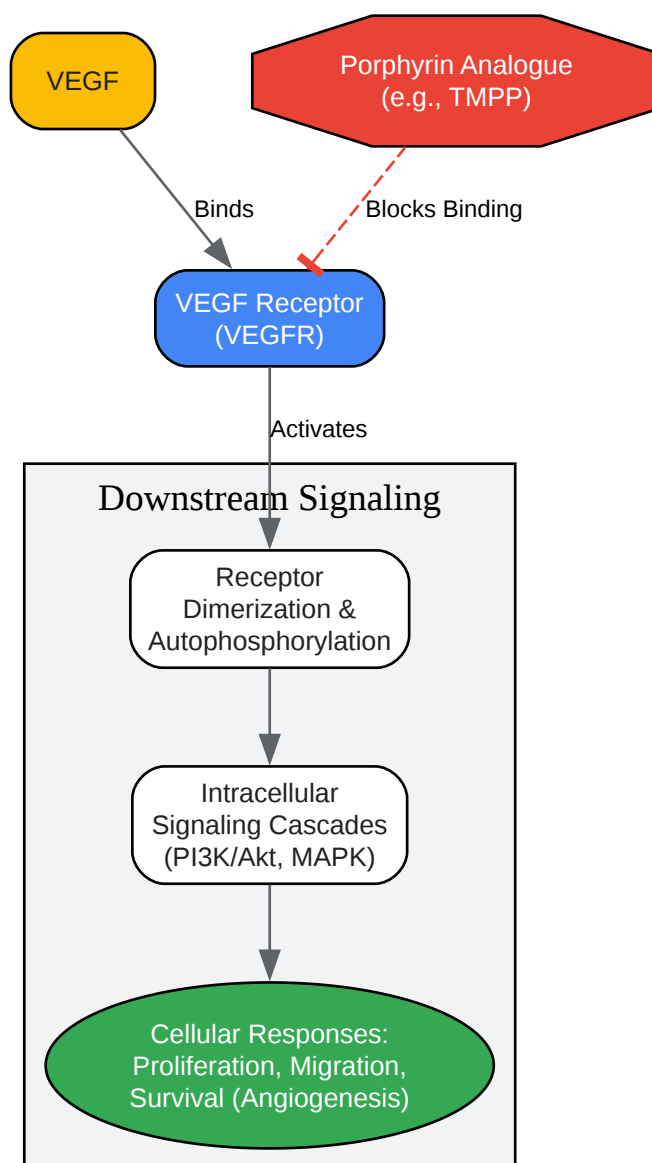 VEGF
Porphyrin Analogue
(e.g., TMPP)
Binds
Blocks Binding
VEGF Receptor
(VEGFR)
Activates
Downstream Signaling
Receptor
Dimerization &
Autophosphorylation
Intracellular
Signaling Cascades
(PI3K/Akt, MAPK)
Cellular Responses:
Proliferation, Migration,
Survival (Angiogenesis)